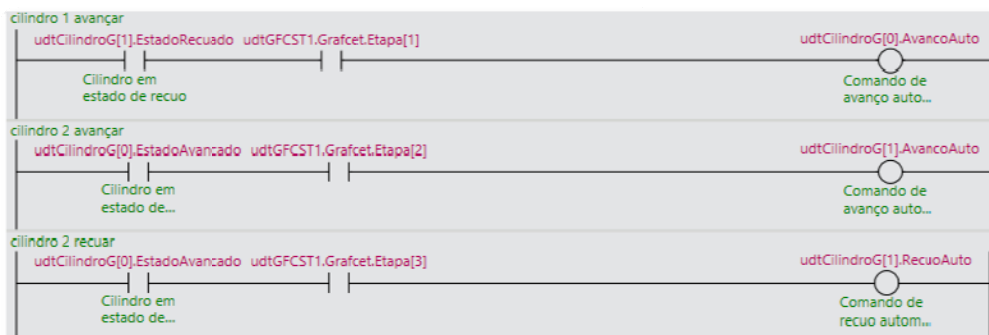 cilindro 1 avançar
udtCilindroG[1].EstadoRecuado udtGFCST1.Grafcet.Etapa[1] udtCilindroG[0].AvancoAuto
Cilindro em
estado de recuo
Comando de
avanço auto...
cilindro 2 avançar
udtCilindroG[0].EstadoAvancado udtGFCST1.Grafcet.Etapa[2] udtCilindroG[1].AvancoAuto
Cilindro em
estado de...
Comando de
avanço auto...
cilindro 2 recuar
udtCilindroG[0].EstadoAvancado udtGFCST1.Grafcet.Etapa[3] udtCilindroG[1].RecuoAuto
Cilindro em
estado de...
Comando de
recuo autom...